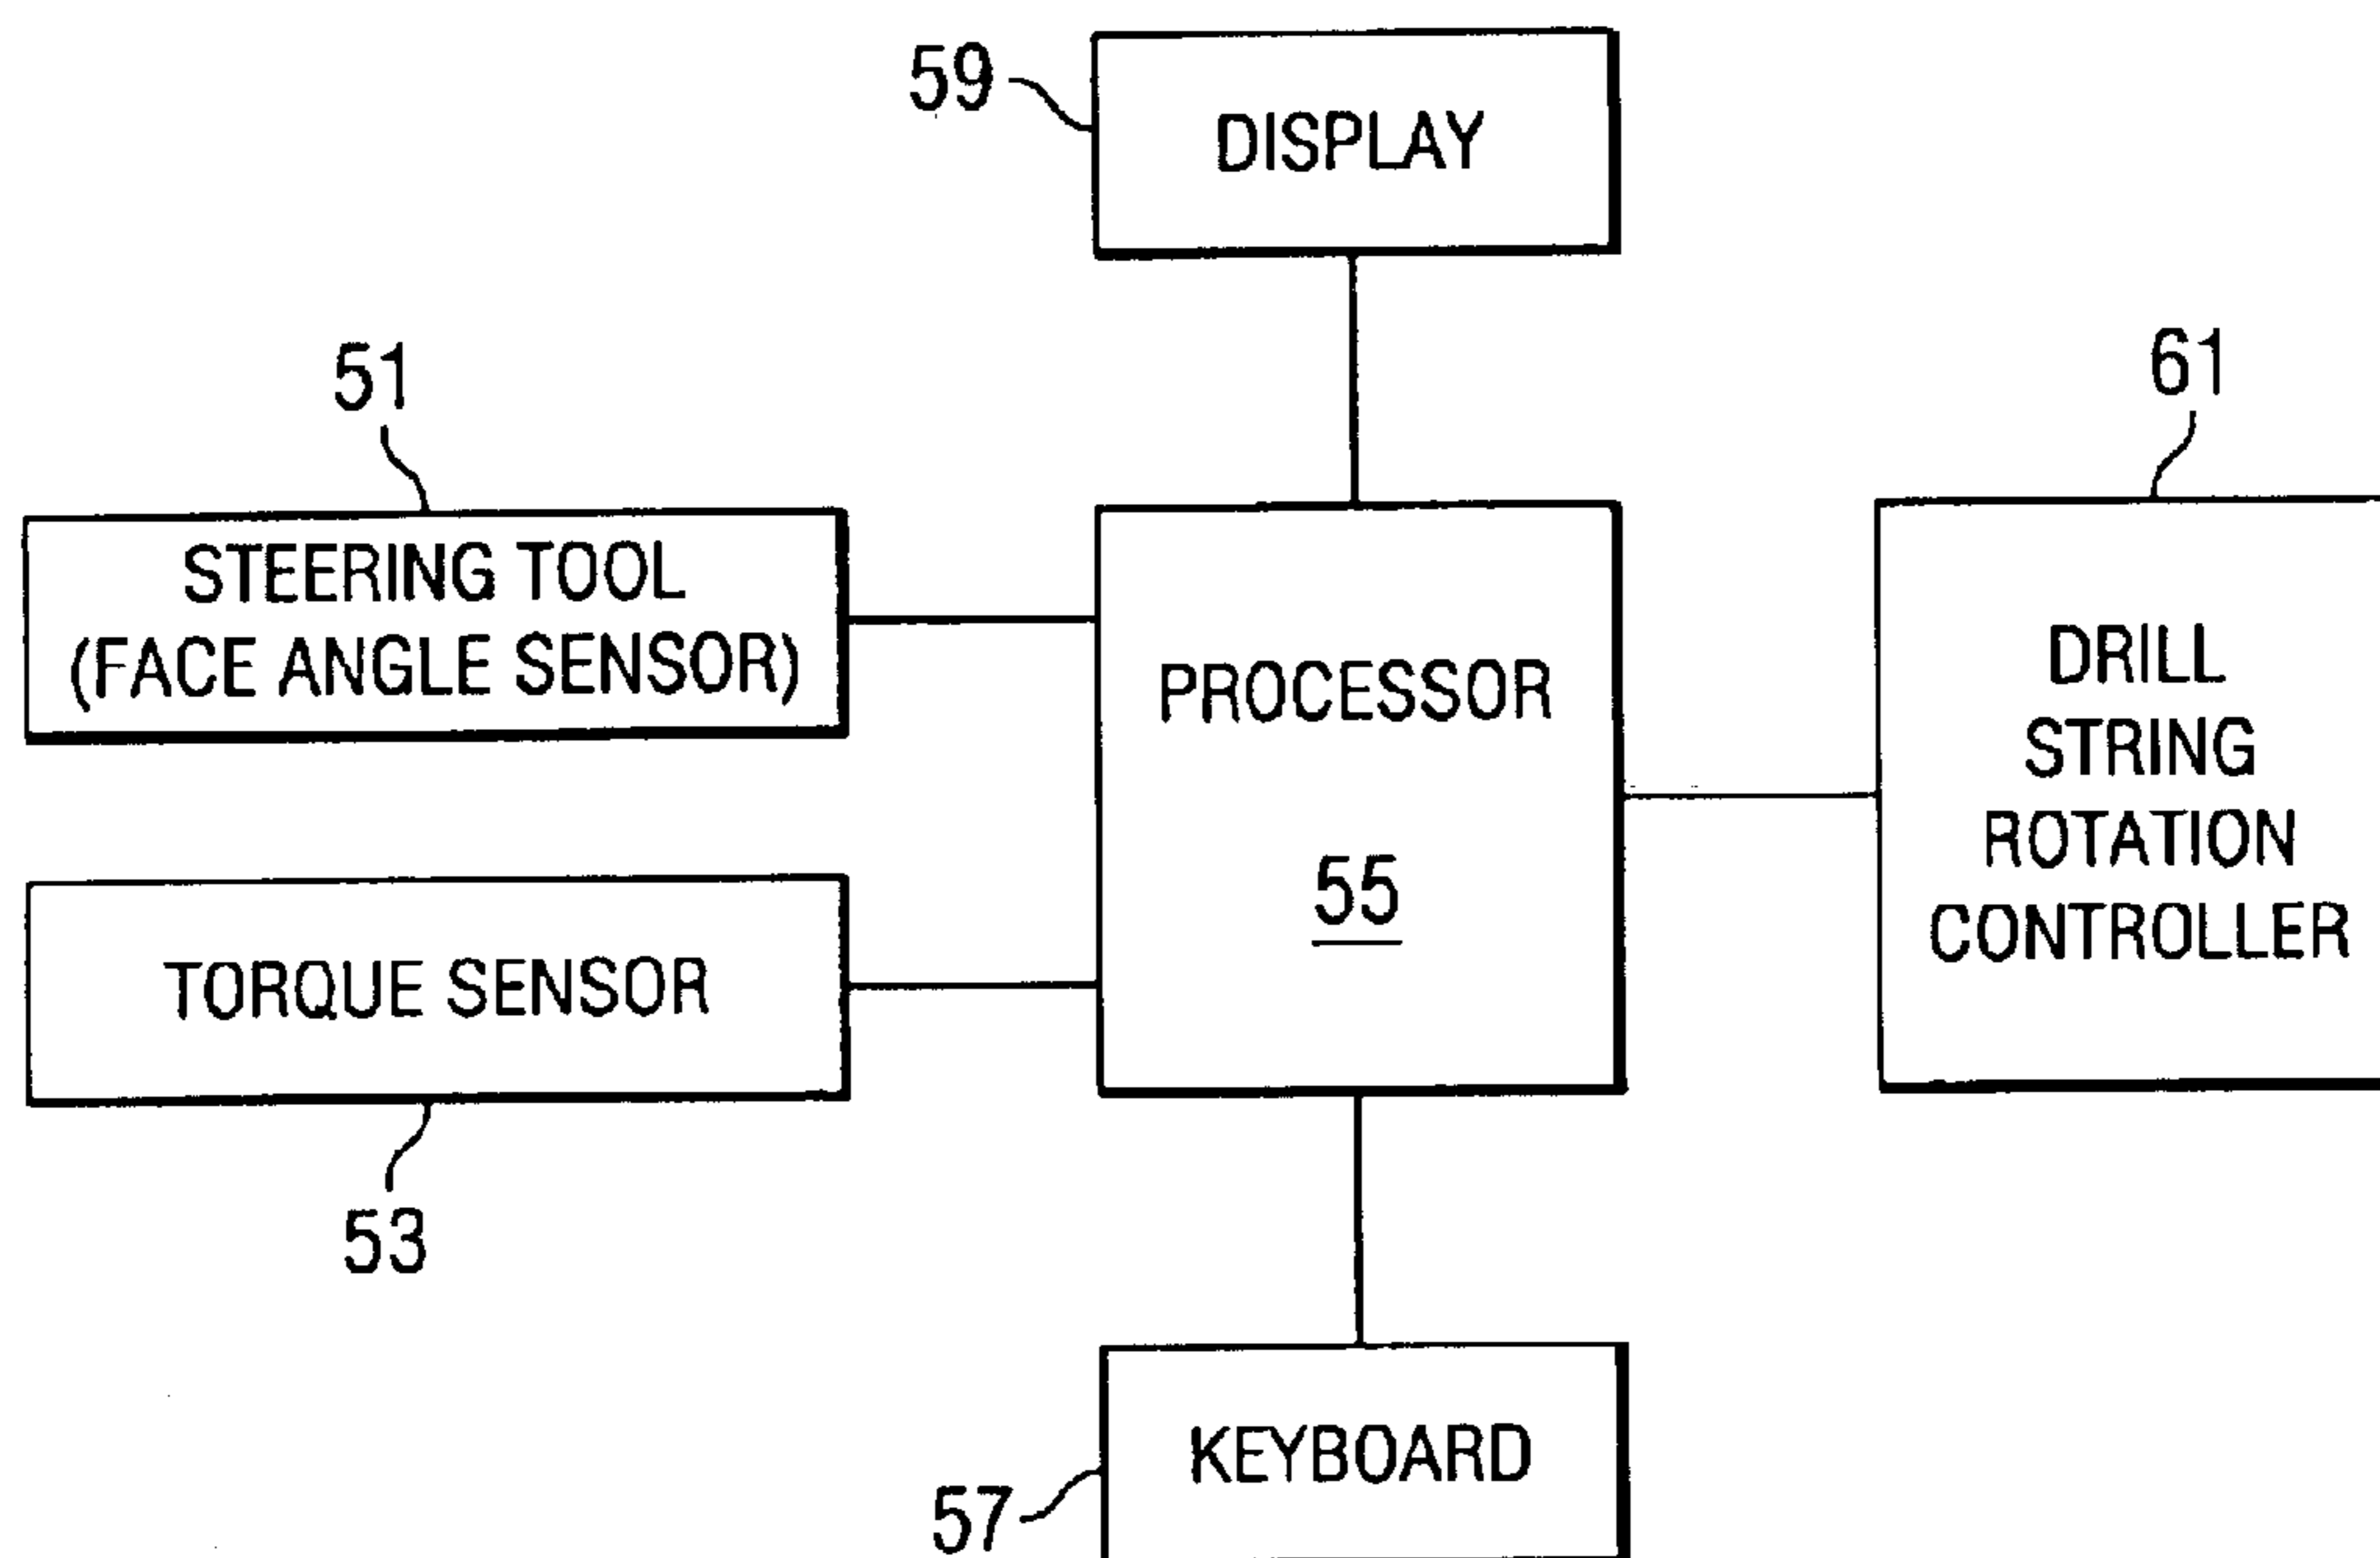 59
DISPLAY
51
61
STEERING TOOL
(FACE ANGLE SENSOR)
PROCESSOR
55
DRILL
STRING
ROTATION
CONTROLLER
TORQUE SENSOR
53
KEYBOARD
57